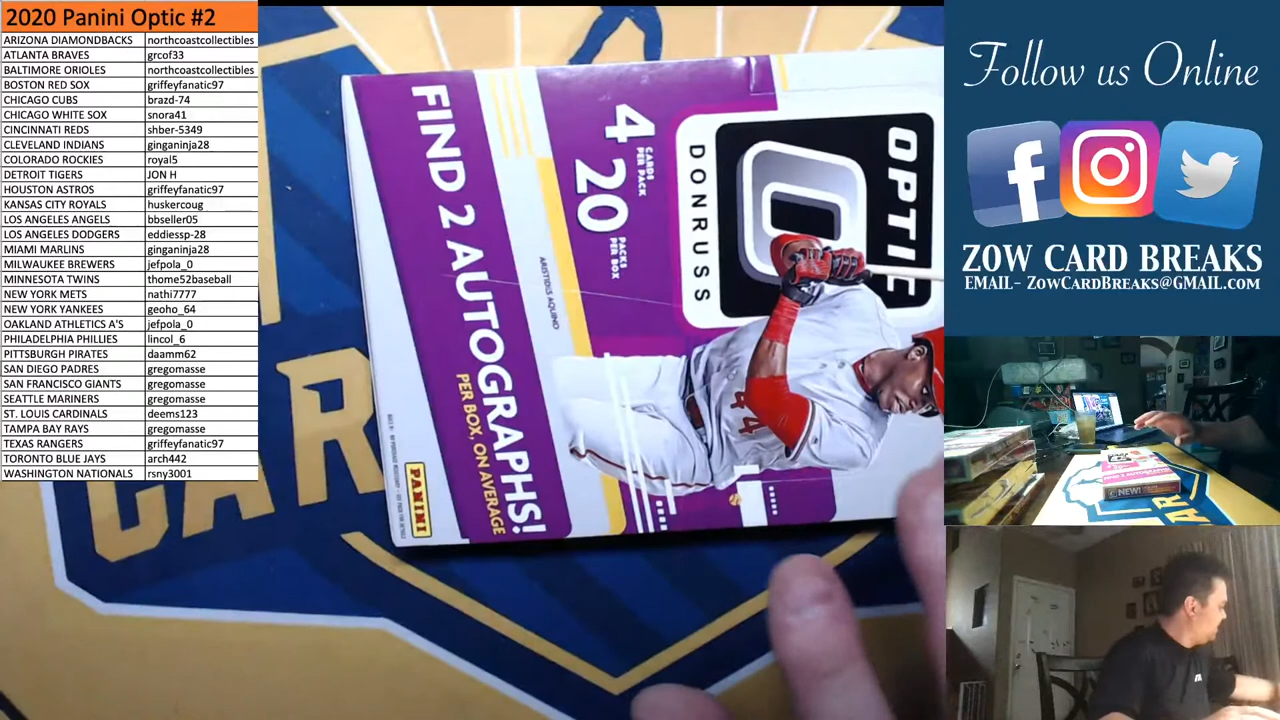 2020 Panini Optic #2
ARIZONA DIAMONDBACKS northcoastcollectibles
ATLANTA BRAVES grcof33
BALTIMORE ORIOLES northcoastcollectibles
BOSTON RED SOX griffeyfanatic97
CHICAGO CUBS brazd-74
CHICAGO WHITE SOX snora41
CINCINNATI REDS shber-5349
CLEVELAND INDIANS ginganinja28
COLORADO ROCKIES royal5
DETROIT TIGERS JON H
HOUSTON ASTROS griffeyfanatic97
KANSAS CITY ROYALS huskercoug
LOS ANGELES ANGELS bbseller05
LOS ANGELES DODGERS eddiessp-28
MIAMI MARLINS ginganinja28
MILWAUKEE BREWERS jefpola_0
MINNESOTA TWINS thome52baseball
NEW YORK METS nathi7777
NEW YORK YANKEES geoho_64
OAKLAND ATHLETICS A'S jefpola_0
PHILADELPHIA PHILLIES lincol_6
PITTSBURGH PIRATES daamm62
SAN DIEGO PADRES gregomasse
SAN FRANCISCO GIANTS gregomasse
SEATTLE MARINERS gregomasse
ST. LOUIS CARDINALS deems123
TAMPA BAY RAYS gregomasse
TEXAS RANGERS griffeyfanatic97
TORONTO BLUE JAYS arch442
WASHINGTON NATIONALS rsny3001
OPTIC
DONRUSS
4 CARDS PER PACK
20 PACKS PER BOX
ARISTIDES AQUINO
44
FIND 2 AUTOGRAPHS!
PER BOX, ON AVERAGE
PANINI
CAR
Follow us Online
ZOW CARD BREAKS
EMAIL- ZowCardBreaks@gmail.com
NEW!
AR